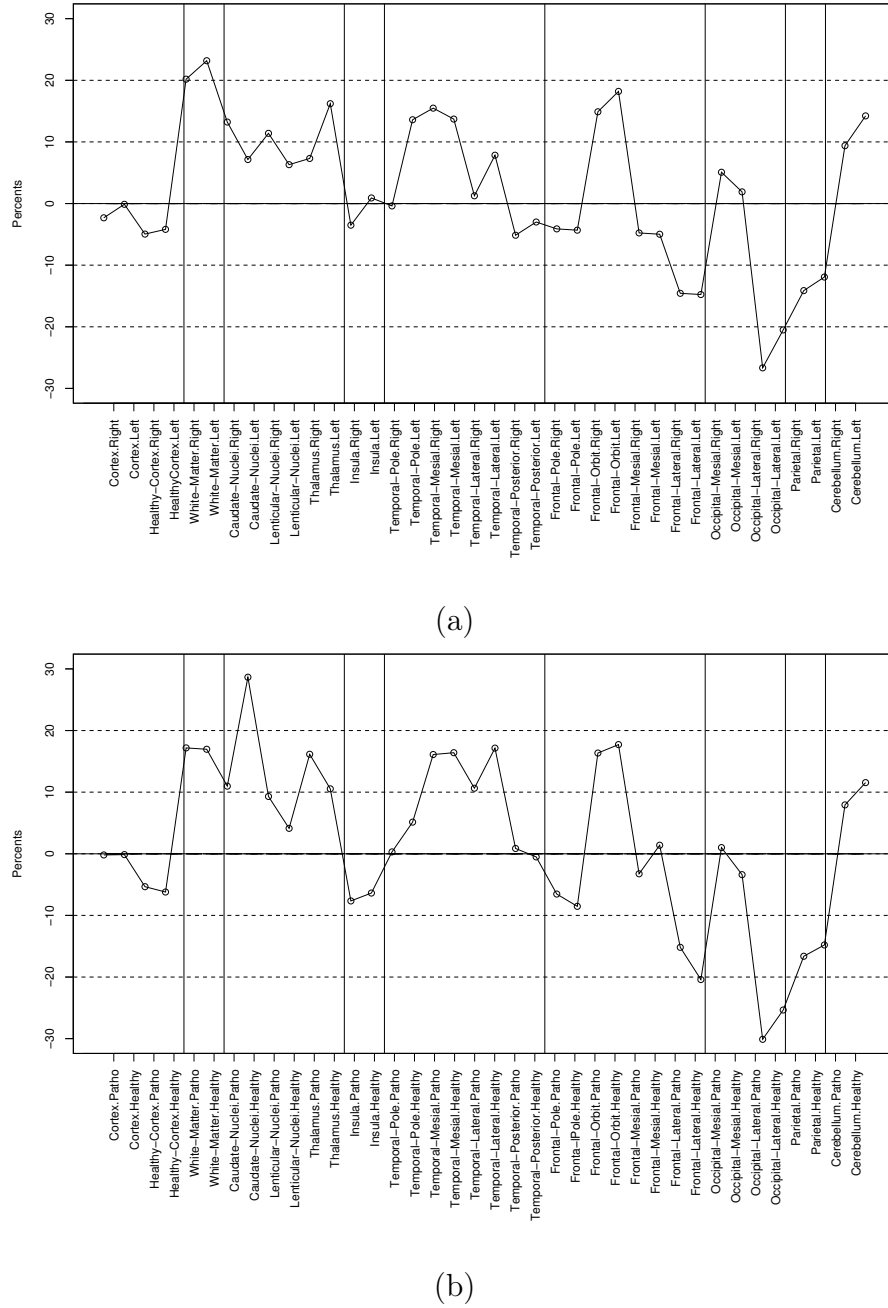 30
20
10
0
−10
−20
−30
Percents
Cortex.Right
Cortex.Left
Healthy−Cortex.Right
HealthyCortex.Left
White−Matter.Right
White−Matter.Left
Caudate−Nuclei.Right
Caudate−Nuclei.Left
Lenticular−Nuclei.Right
Lenticular−Nuclei.Left
Thalamus.Right
Thalamus.Left
Insula.Right
Insula.Left
Temporal−Pole.Right
Temporal−Pole.Left
Temporal−Mesial.Right
Temporal−Mesial.Left
Temporal−Lateral.Right
Temporal−Lateral.Left
Temporal−Posterior.Right
Temporal−Posterior.Left
Frontal−Pole.Right
Frontal−Pole.Left
Frontal−Orbit.Right
Frontal−Orbit.Left
Frontal−Mesial.Right
Frontal−Mesial.Left
Frontal−Lateral.Right
Frontal−Lateral.Left
Occipital−Mesial.Right
Occipital−Mesial.Left
Occipital−Lateral.Right
Occipital−Lateral.Left
Parietal.Right
Parietal.Left
Cerebellum.Right
Cerebellum.Left
(a)
30
20
10
0
−10
−20
−30
Percents
Cortex.Patho
Cortex.Healthy
Healthy−Cortex.Patho
Healthy−Cortex.Healthy
White−Matter.Patho
White−Matter.Healthy
Caudate−Nuclei.Patho
Caudate−Nuclei.Healthy
Lenticular−Nuclei.Patho
Lenticular−Nuclei.Healthy
Thalamus.Patho
Thalamus.Healthy
Insula.Patho
Insula.Healthy
Temporal−Pole.Patho
Temporal−Pole.Healthy
Temporal−Mesial.Patho
Temporal−Mesial.Healthy
Temporal−Lateral.Patho
Temporal−Lateral.Healthy
Temporal−Posterior.Patho
Temporal−Posterior.Healthy
Frontal−Pole.Patho
Fronta−lPole.Healthy
Frontal−Orbit.Patho
Frontal−Orbit.Healthy
Frontal−Mesial.Patho
Frontal−Mesial.Healthy
Frontal−Lateral.Patho
Frontal−Lateral.Healthy
Occipital−Mesial.Patho
Occipital−Mesial.Healthy
Occipital−Lateral.Patho
Occipital−Lateral.Healthy
Parietal.Patho
Parietal.Healthy
Cerebellum.Patho
Cerebellum.Healthy
(b)